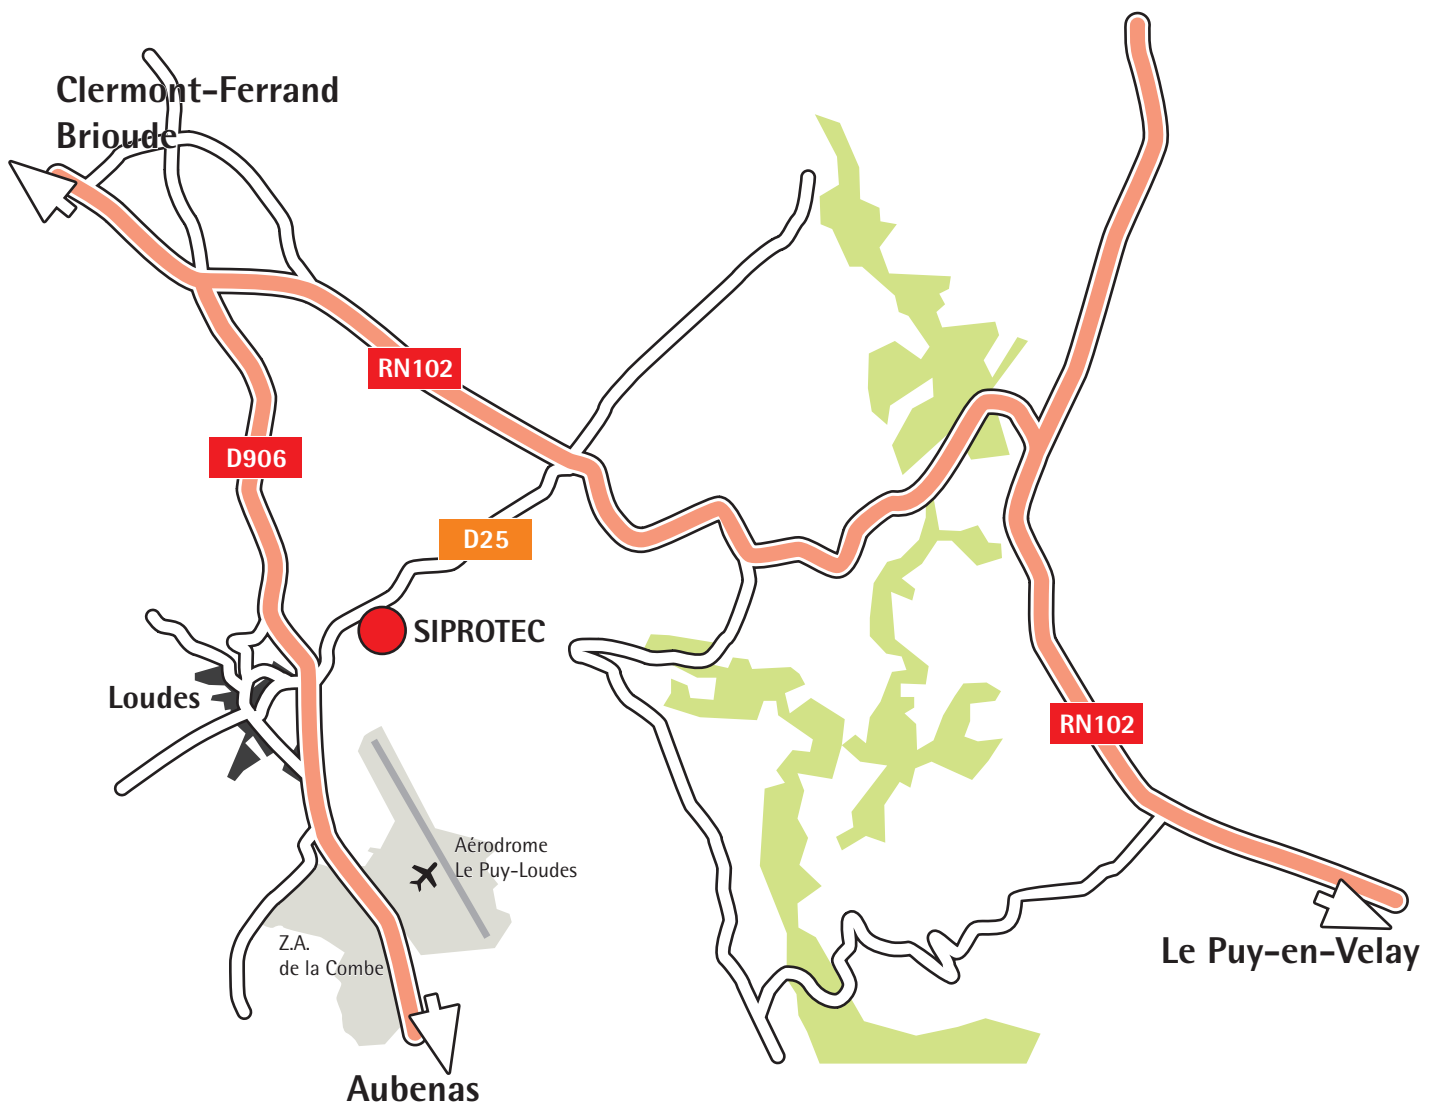 Clermont-Ferrand
Brioude
RN102
D906
D25
SIPROTEC
Loudes
RN102
Aérodrome
Le Puy-Loudes
Z.A.
de la Combe
Le Puy-en-Velay
Aubenas